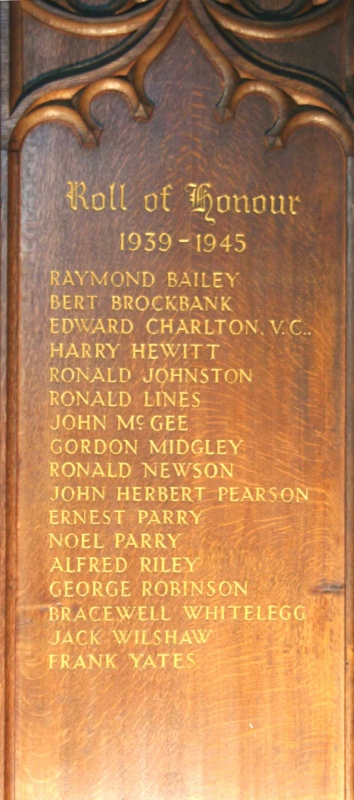 Roll of Honour
1939-1945
RAYMOND BAILEY
BERT BROCKBANK
EDWARD CHARLTON. V.C..
HARRY HEWITT
RONALD JOHNSTON
RONALD LINES
JOHN McGEE
GORDON MIDGLEY
RONALD NEWSON
JOHN HERBERT PEARSON
ERNEST PARRY
NOEL PARRY
ALFRED RILEY
GEORGE ROBINSON
BRACEWELL WHITELEGG
JACK WILSHAW
FRANK YATES